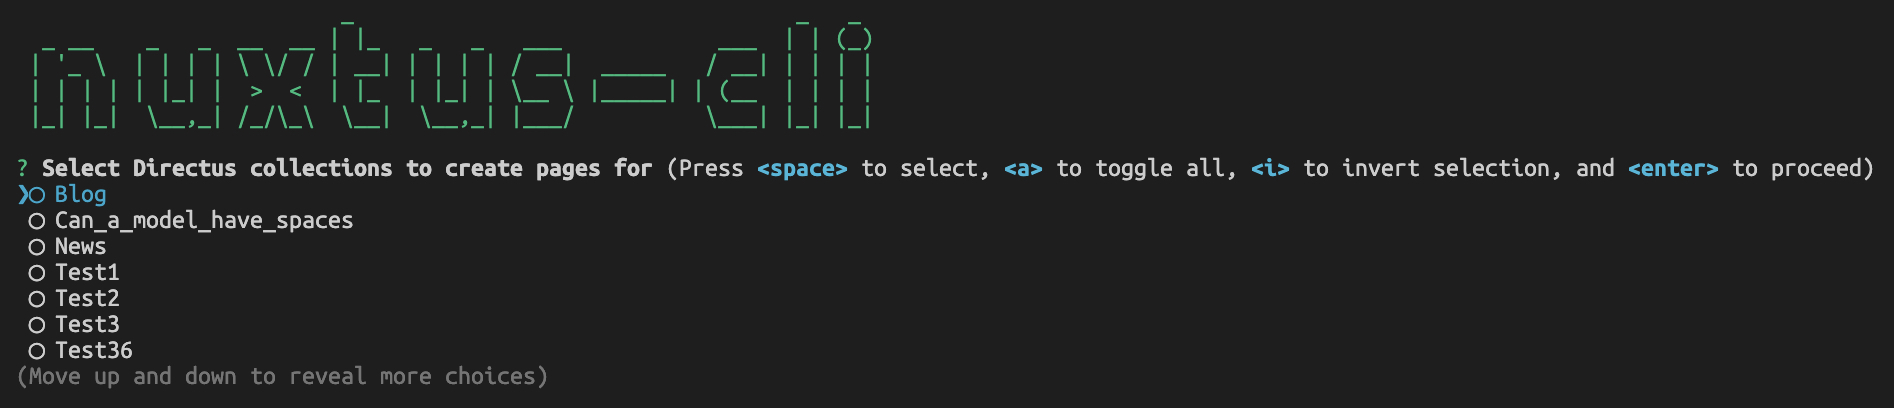 nuxtus-cli
? Select Directus collections to create pages for (Press <space> to select, <a> to toggle all, <i> to invert selection, and <enter> to proceed)
❯◯ Blog
◯ Can_a_model_have_spaces
◯ News
◯ Test1
◯ Test2
◯ Test3
◯ Test36
(Move up and down to reveal more choices)